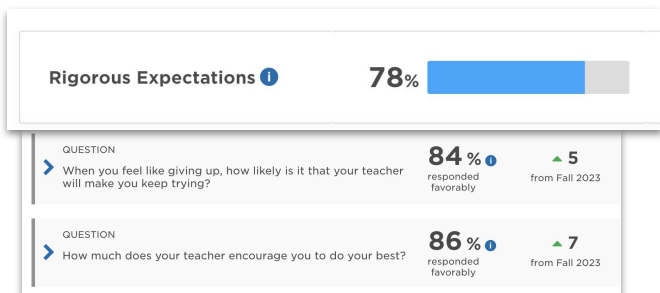 Rigorous Expectations
78%
QUESTION
When you feel like giving up, how likely is it that your teacher
will make you keep trying?
84%
responded
favorably
5
from Fall 2023
QUESTION
How much does your teacher encourage you to do your best?
86%
responded
favorably
7
from Fall 2023